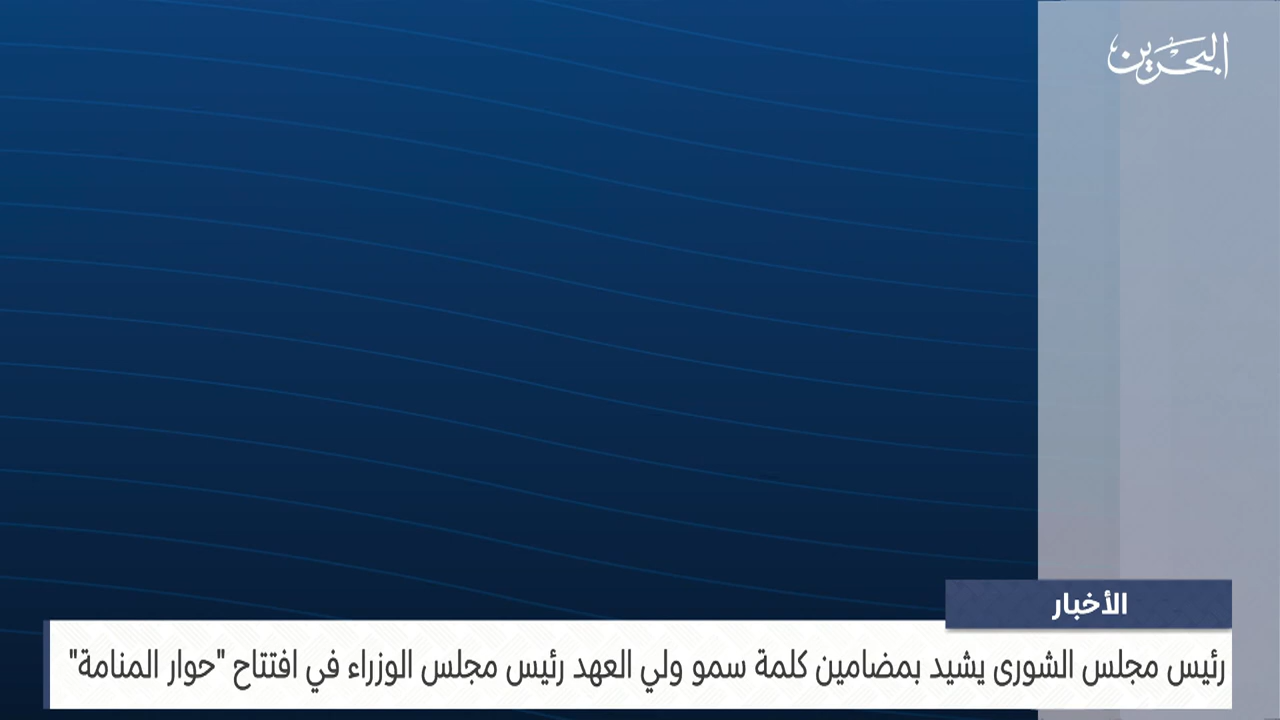 البحرين
الأخبار
رئيس مجلس الشورى يشيد بمضامين كلمة سمو ولي العهد رئيس مجلس الوزراء في افتتاح "حوار المنامة"